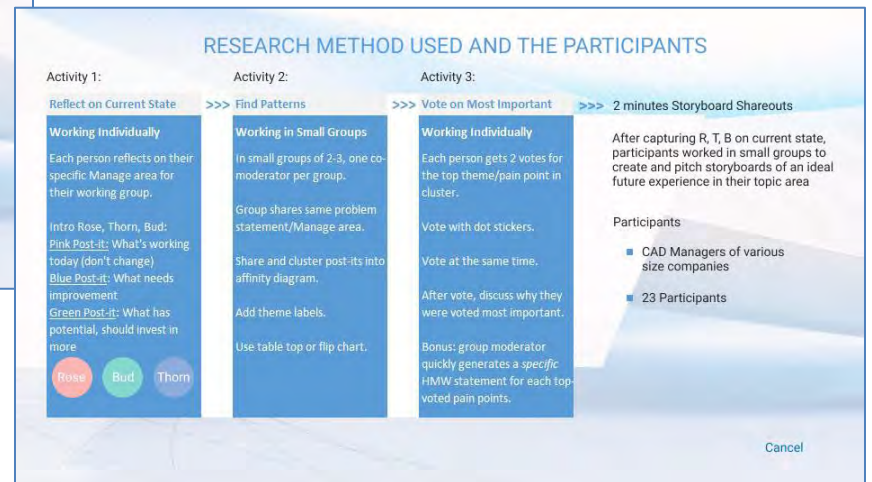 RESEARCH METHOD USED AND THE PARTICIPANTS
Activity 1:
Reflect on Current State
Working Individually
Each person reflects on their
specific Manage area for
their working group.
Intro Rose, Thorn, Bud:
Pink Post-it: What's working
today (don't change)
Blue Post-it: What needs
improvement
Green Post-it: What has
potential, should invest in
more
Rose Bud Thorn
Activity 2:
>>> Find Patterns
Working in Small Groups
In small groups of 2-3, one co-
moderator per group.
Group shares same problem
statement/Manage area.
Share and cluster post-its into
affinity diagram.
Add theme labels.
Use table top or flip chart.
Activity 3:
>>> Vote on Most Important
Working Individually
Each person gets 2 votes for
the top theme/pain point in
cluster.
Vote with dot stickers.
Vote at the same time.
After vote, discuss why they
were voted most important.
Bonus: group moderator
quickly generates a specific
HMW statement for each top-
voted pain points.
>>> 2 minutes Storyboard Shareouts
After capturing R, T, B on current state,
participants worked in small groups to
create and pitch storyboards of an ideal
future experience in their topic area
Participants
CAD Managers of various
size companies
23 Participants
Cancel